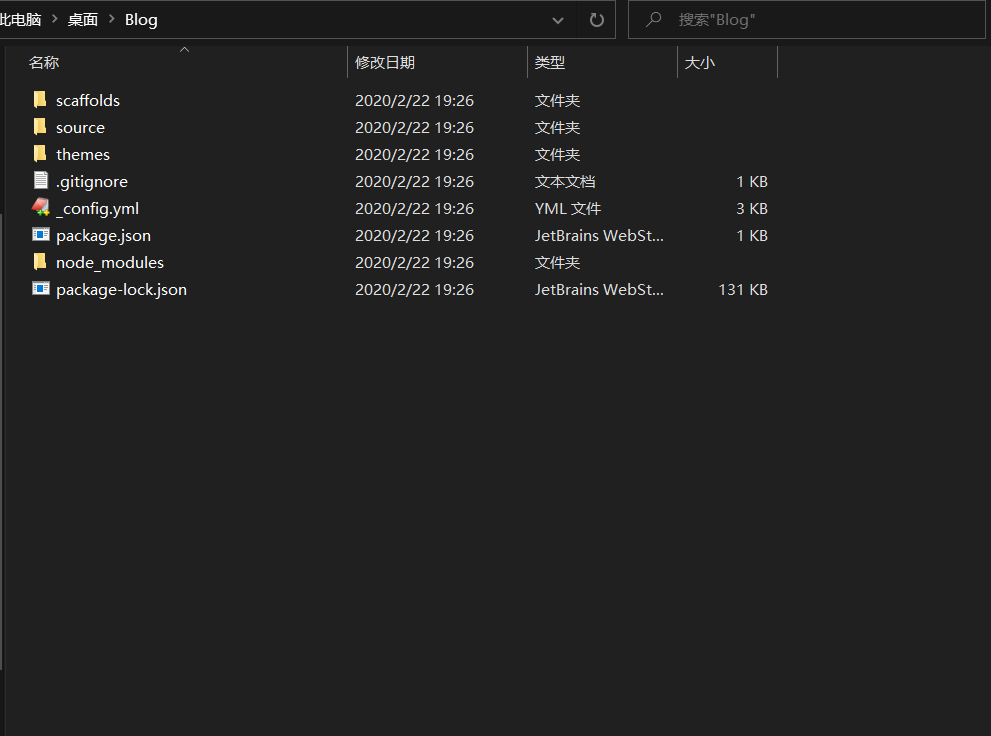 此电脑 > 桌面 > Blog 搜索"Blog"
名称 修改日期 类型 大小
scaffolds 2020/2/22 19:26 文件夹
source 2020/2/22 19:26 文件夹
themes 2020/2/22 19:26 文件夹
.gitignore 2020/2/22 19:26 文本文档 1 KB
_config.yml 2020/2/22 19:26 YML 文件 3 KB
package.json 2020/2/22 19:26 JetBrains WebSt... 1 KB
node_modules 2020/2/22 19:26 文件夹
package-lock.json 2020/2/22 19:26 JetBrains WebSt... 131 KB